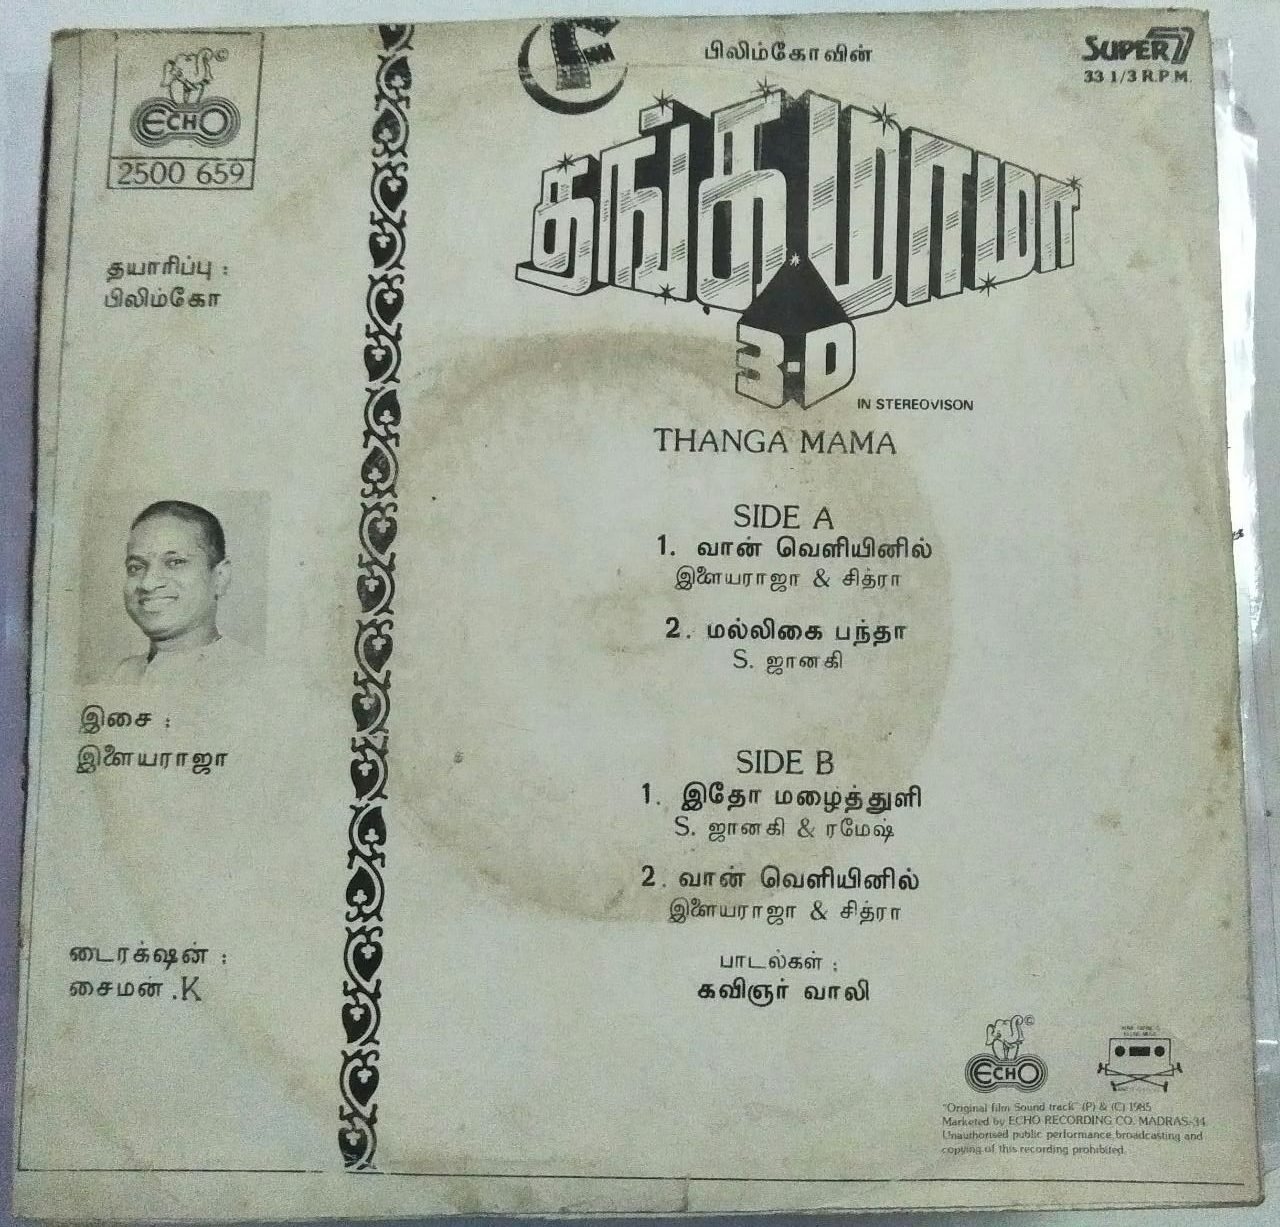 ECHO
2500 659
தயாரிப்பு :
பிலிம்கோ
இசை :
இளையராஜா
டைரக்ஷன் :
சைமன் .K
பிலிம்கோவின்
SUPER 7
33 1/3 R.P.M.
தங்கமாமா
3-D
IN STEREOVISON
THANGA MAMA
SIDE A
1. வான் வெளியினில்
இளையராஜா & சித்ரா
2. மல்லிகை பந்தா
S. ஜானகி
SIDE B
1. இதோ மழைத்துளி
S. ஜானகி & ரமேஷ்
2. வான் வெளியினில்
இளையராஜா & சித்ரா
பாடல்கள் :
கவிஞர் வாலி
ECHO
"Original film Sound track" (P) & (C) 1985
Marketed by ECHO RECORDING CO. MADRAS-34
Unauthorised public performance broadcasting and
copying of this recording prohibited.